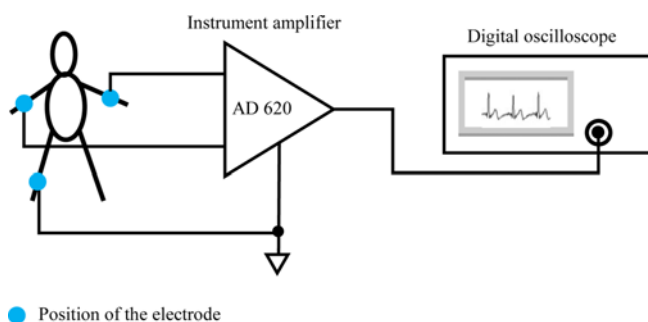 Instrument amplifier
Digital oscilloscope
AD 620
Position of the electrode